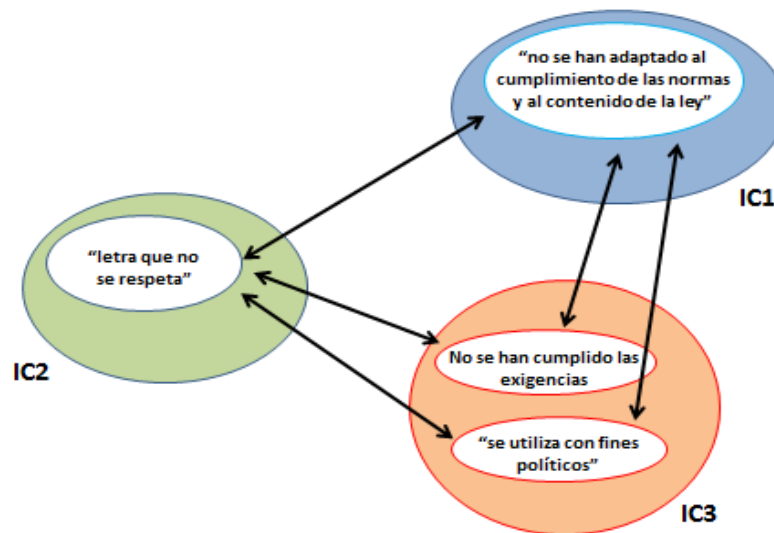 “no se han adaptado al
cumplimiento de las normas
y al contenido de la ley”
IC1
“letra que no
se respeta”
IC2
No se han cumplido las
exigencias
“se utiliza con fines
políticos”
IC3